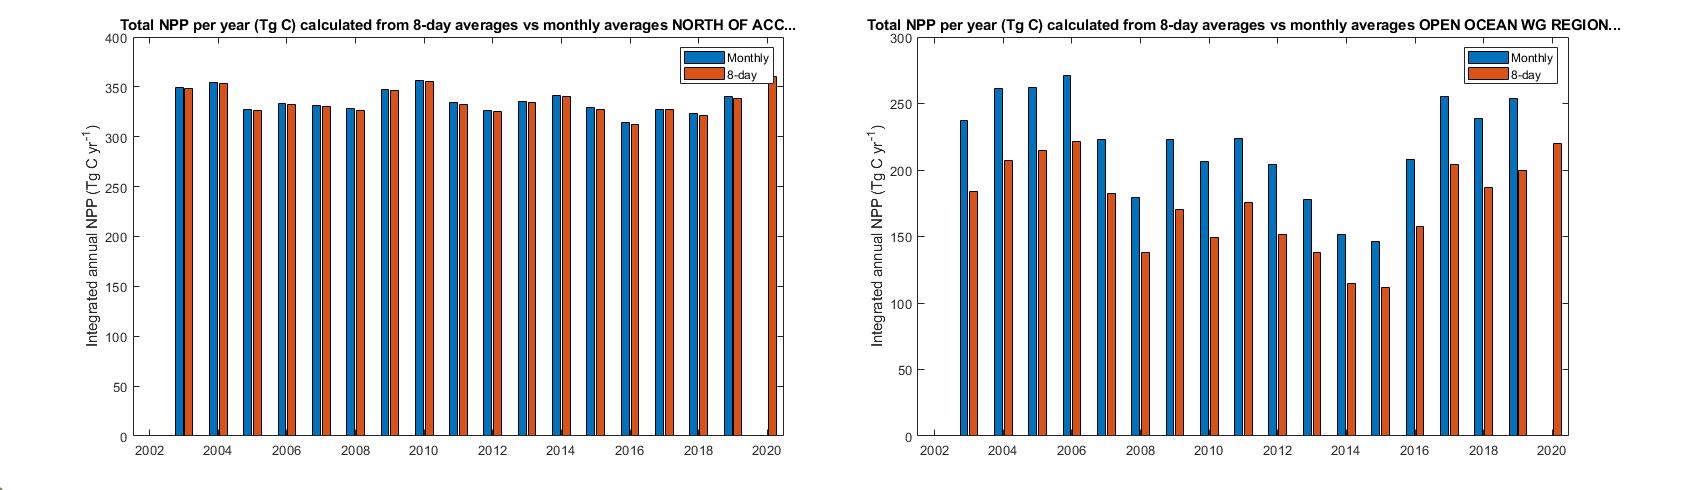 Total NPP per year (Tg C) calculated from 8-day averages vs monthly averages NORTH OF ACC...
400
350
300
250
200
150
100
50
0
Integrated annual NPP (Tg C yr-1)
2002 2004 2006 2008 2010 2012 2014 2016 2018 2020
Monthly
8-day
Total NPP per year (Tg C) calculated from 8-day averages vs monthly averages OPEN OCEAN WG REGION...
300
250
200
150
100
50
0
Integrated annual NPP (Tg C yr-1)
2002 2004 2006 2008 2010 2012 2014 2016 2018 2020
Monthly
8-day